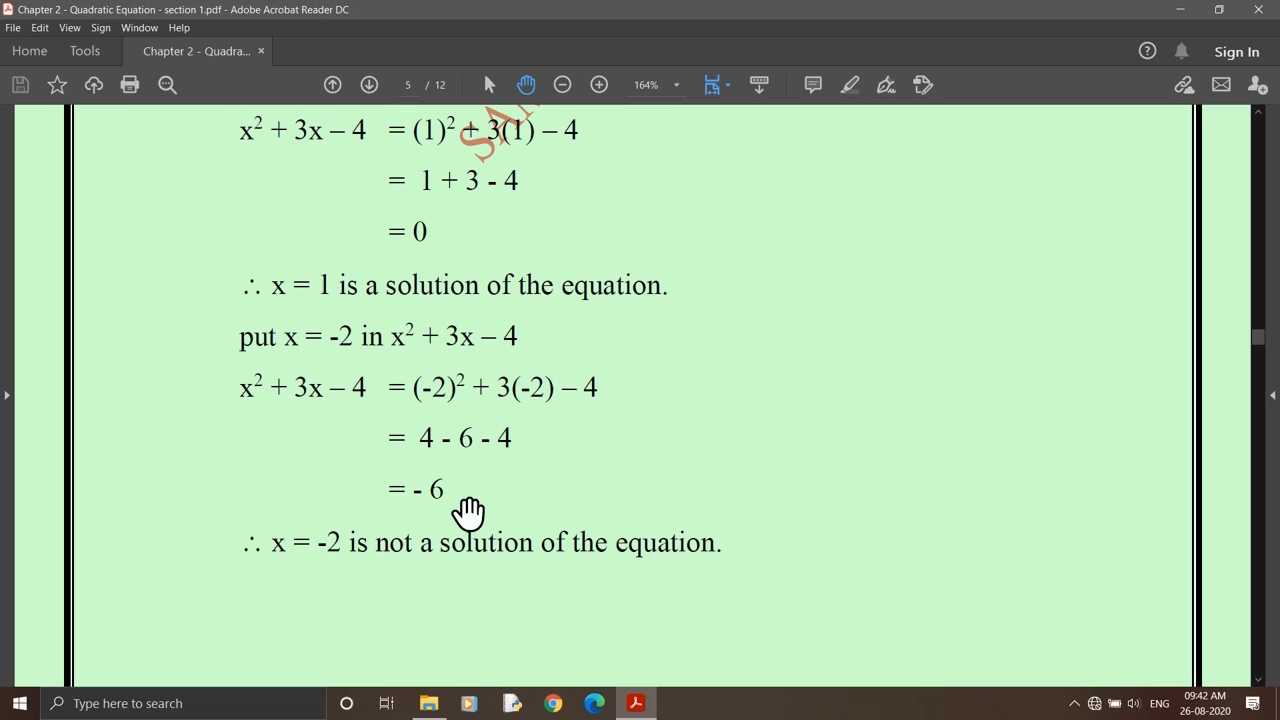 Chapter 2 - Quadratic Equation - section 1.pdf - Adobe Acrobat Reader DC
File Edit View Sign Window Help
Home Tools Chapter 2 - Quadra... × Sign In
5 / 12 164%
SA
x² + 3x – 4 = (1)² + 3(1) – 4
= 1 + 3 - 4
= 0
∴ x = 1 is a solution of the equation.
put x = -2 in x² + 3x – 4
x² + 3x – 4 = (-2)² + 3(-2) – 4
= 4 - 6 - 4
= - 6
∴ x = -2 is not a solution of the equation.
Type here to search
ENG
09:42 AM
26-08-2020